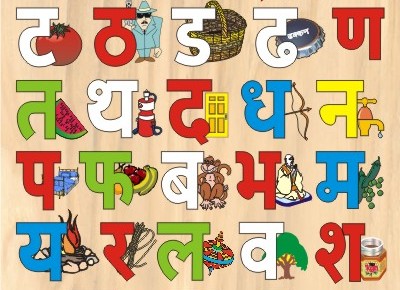 ट ठ ड ढ ण
त थ द ध न
प फ ब भ म
य र ल व श